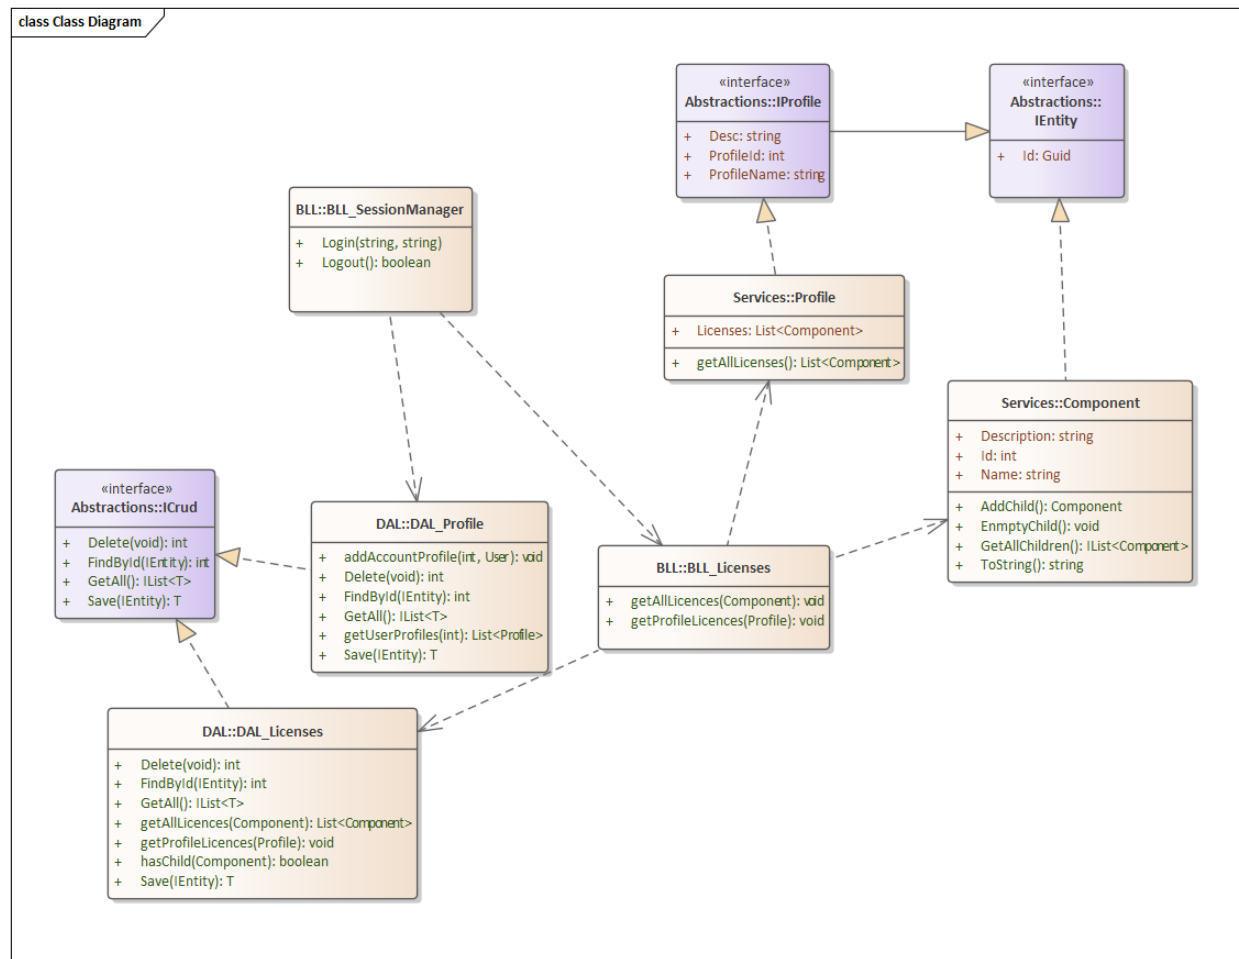 class Class Diagram
«interface»
Abstractions::IProfile
+ Desc: string
+ ProfileId: int
+ ProfileName: string
«interface»
Abstractions::
IEntity
+ Id: Guid
BLL::BLL_SessionManager
+ Login(string, string)
+ Logout(): boolean
Services::Profile
+ Licenses: List<Component>
+ getAllLicenses(): List<Component>
Services::Component
+ Description: string
+ Id: int
+ Name: string
+ AddChild(): Component
+ EnmptyChild(): void
+ GetAllChildren(): IList<Component>
+ ToString(): string
«interface»
Abstractions::ICrud
+ Delete(void): int
+ FindById(IEntity): int
+ GetAll(): IList<T>
+ Save(IEntity): T
DAL::DAL_Profile
+ addAccountProfile(int, User): void
+ Delete(void): int
+ FindById(IEntity): int
+ GetAll(): IList<T>
+ getUserProfiles(int): List<Profile>
+ Save(IEntity): T
BLL::BLL_Licenses
+ getAllLicences(Component): void
+ getProfileLicences(Profile): void
DAL::DAL_Licenses
+ Delete(void): int
+ FindById(IEntity): int
+ GetAll(): IList<T>
+ getAllLicences(Component): List<Component>
+ getProfileLicences(Profile): void
+ hasChild(Component): boolean
+ Save(IEntity): T